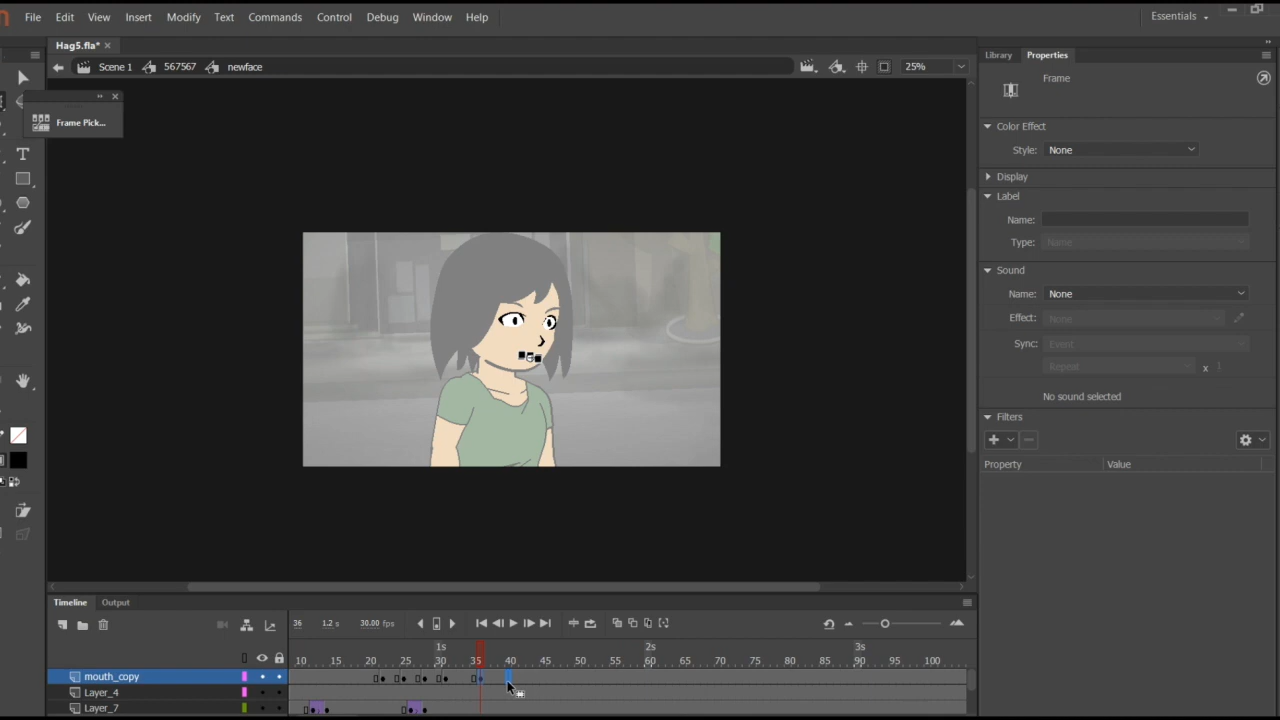 File Edit View Insert Modify Text Commands Control Debug Window Help Essentials
Hag5.fla* ×
Scene 1 567567 newface 25%
Library Properties
Frame
Frame Pick...
Color Effect
Style: None
Display
Label
Name:
Type: Name
Sound
Name: None
Effect: None
Sync: Event
Repeat x
No sound selected
Filters
Property Value
Timeline Output
36 1.2 s 30.00 fps
1s 2s 3s
10 15 20 25 30 35 40 45 50 55 60 65 70 75 80 85 90 95 100
mouth_copy
Layer_4
Layer_7